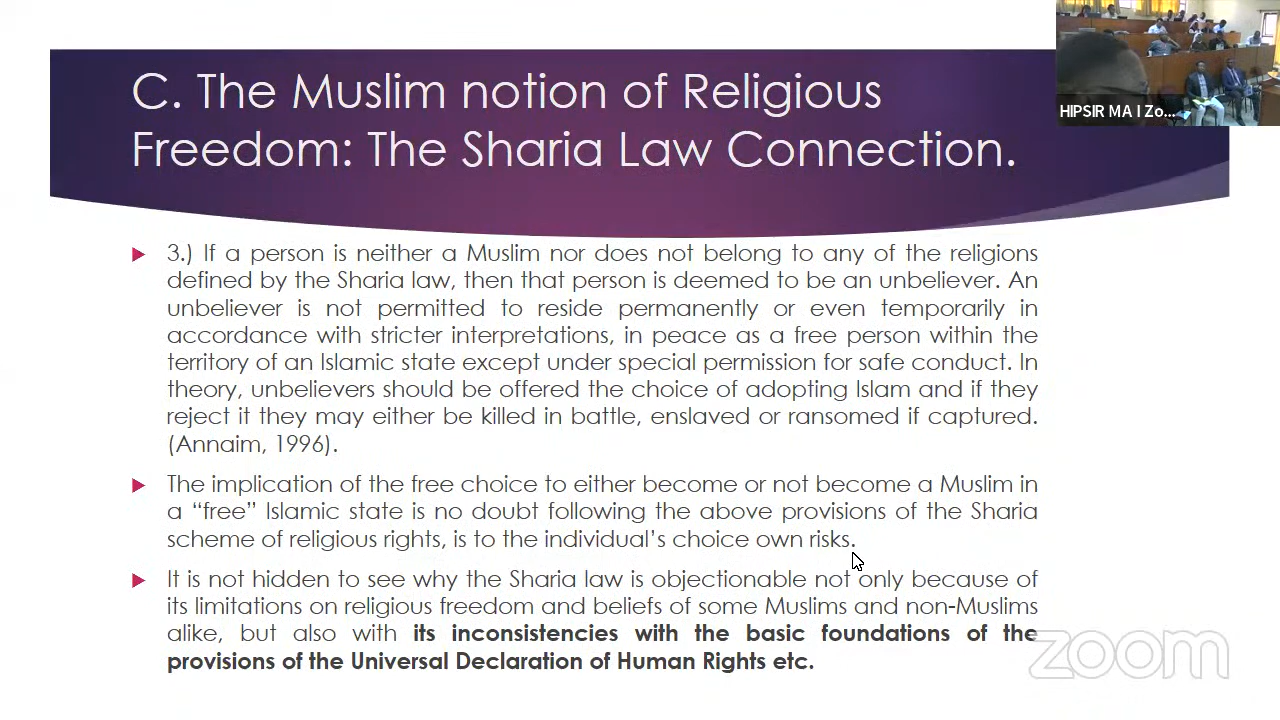 C. The Muslim notion of Religious
Freedom: The Sharia Law Connection.
HIPSIR MA I Zo...
3.) If a person is neither a Muslim nor does not belong to any of the religions
defined by the Sharia law, then that person is deemed to be an unbeliever. An
unbeliever is not permitted to reside permanently or even temporarily in
accordance with stricter interpretations, in peace as a free person within the
territory of an Islamic state except under special permission for safe conduct. In
theory, unbelievers should be offered the choice of adopting Islam and if they
reject it they may either be killed in battle, enslaved or ransomed if captured.
(Annaim, 1996).
The implication of the free choice to either become or not become a Muslim in
a “free” Islamic state is no doubt following the above provisions of the Sharia
scheme of religious rights, is to the individual’s choice own risks.
It is not hidden to see why the Sharia law is objectionable not only because of
its limitations on religious freedom and beliefs of some Muslims and non-Muslims
alike, but also with its inconsistencies with the basic foundations of the
provisions of the Universal Declaration of Human Rights etc.
zoom